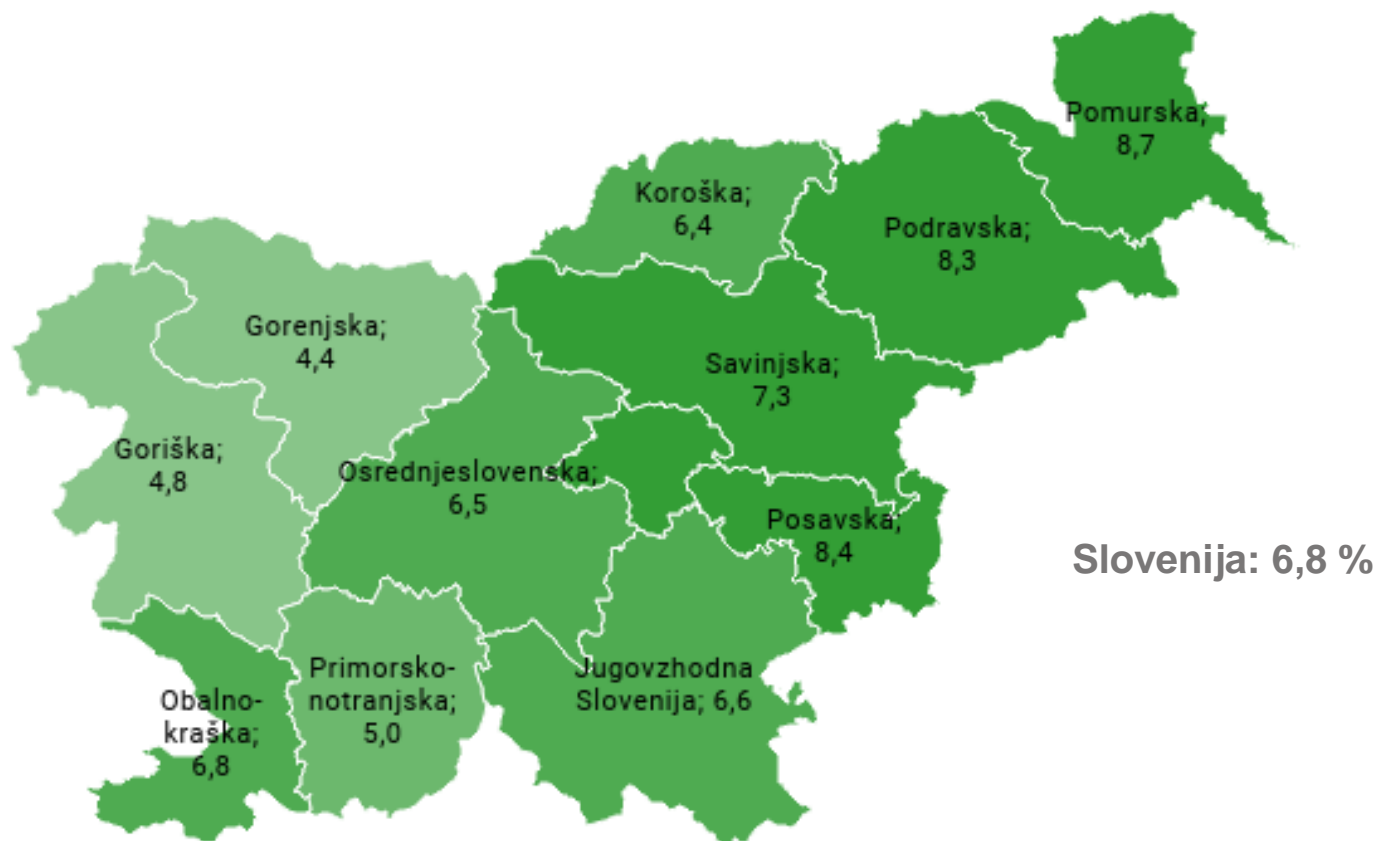 Pomurska;
8,7
Koroška;
6,4
Podravska;
8,3
Gorenjska;
4,4
Savinjska;
7,3
Goriška;
4,8
Osrednjeslovenska;
6,5
Posavska;
8,4
Slovenija: 6,8 %
Primorsko-
notranjska;
5,0
Jugovzhodna
Slovenija; 6,6
Obalno-
kraška;
6,8